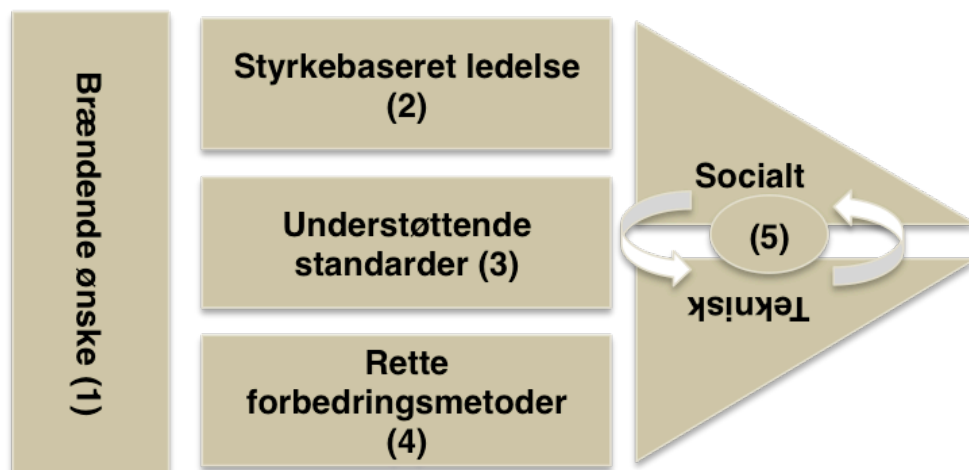 Brændende ønske (1)
Styrkebaseret ledelse
(2)
Understøttende
standarder (3)
Rette
forbedringsmetoder
(4)
Socialt
(5)
Teknisk